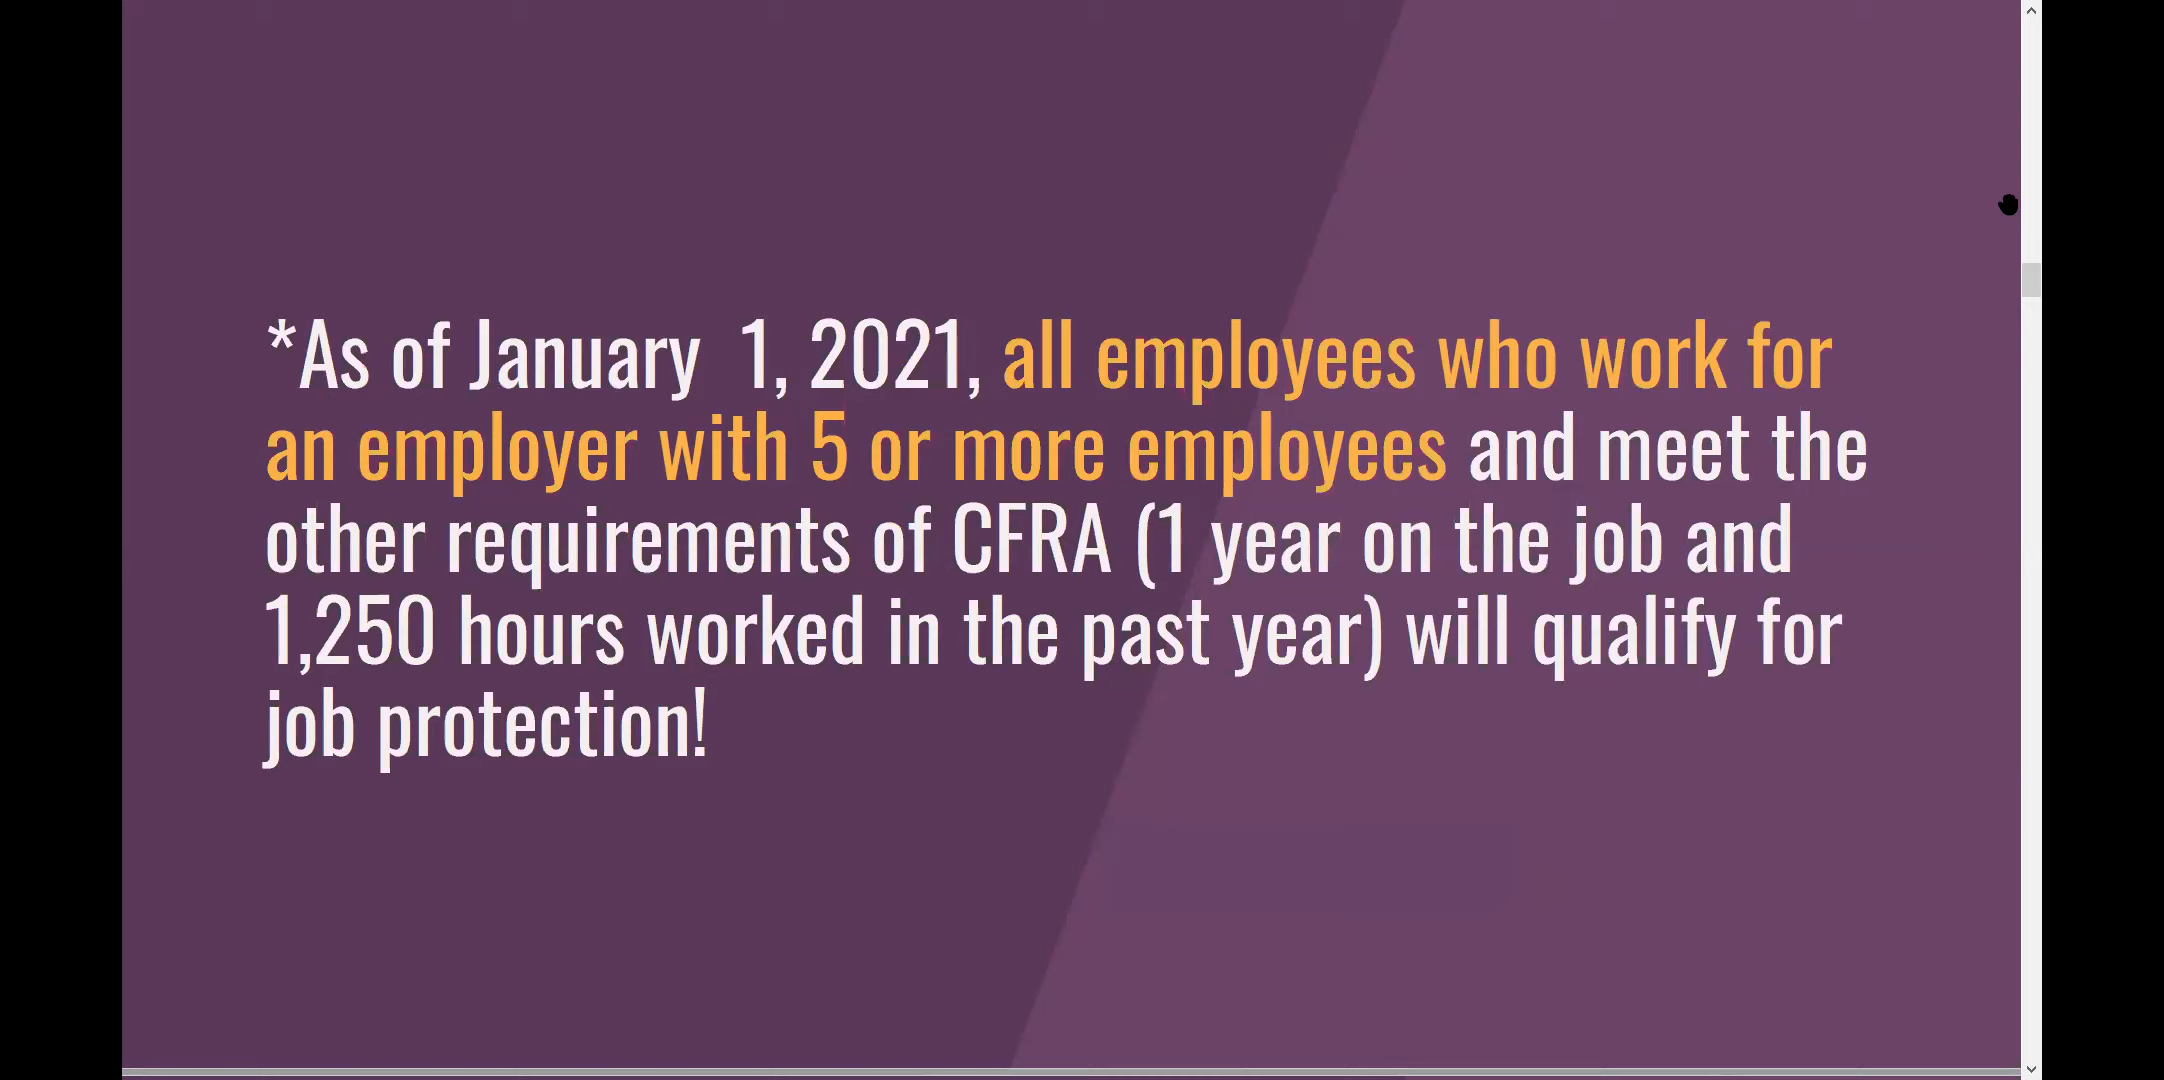 *As of January  1, 2021, all employees who work for
an employer with 5 or more employees and meet the
other requirements of CFRA (1 year on the job and
1,250 hours worked in the past year) will qualify for
job protection!